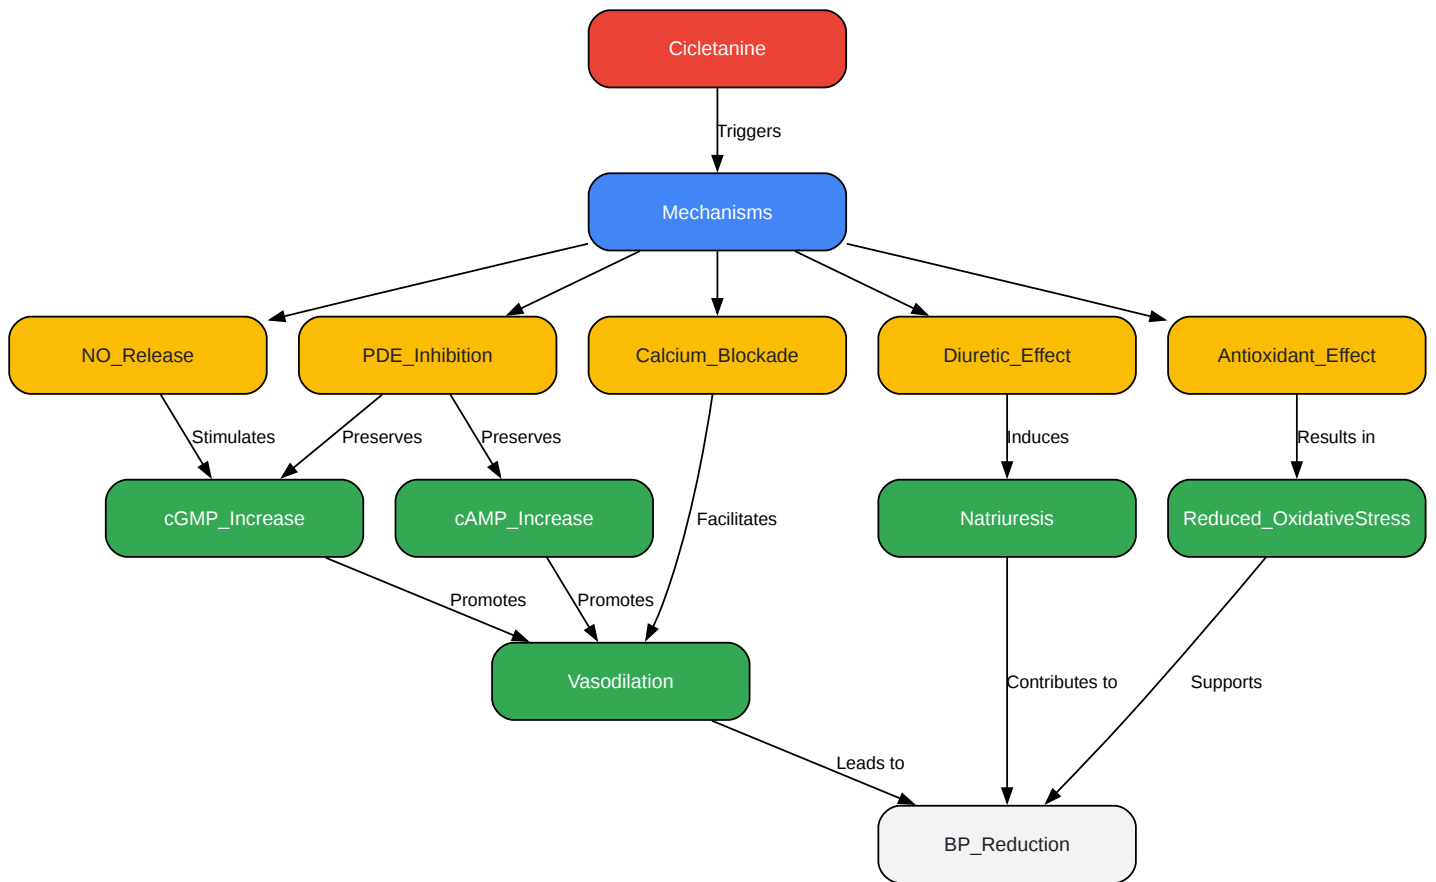 Cicletanine
Triggers
Mechanisms
NO_Release
PDE_Inhibition
Calcium_Blockade
Diuretic_Effect
Antioxidant_Effect
Stimulates
Preserves
Preserves
Induces
Results in
cGMP_Increase
cAMP_Increase
Facilitates
Natriuresis
Reduced_OxidativeStress
Promotes
Promotes
Vasodilation
Contributes to
Supports
Leads to
BP_Reduction